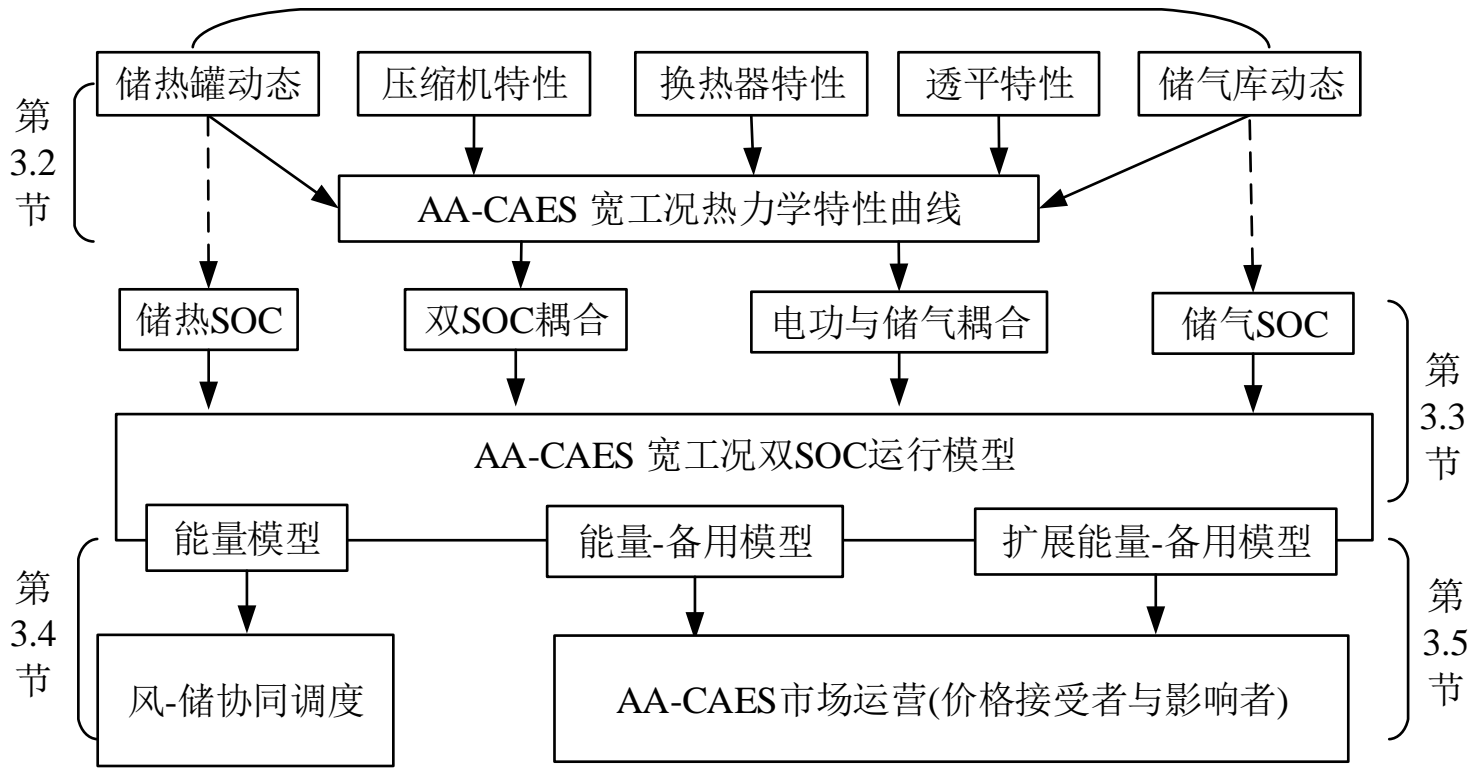 储热罐动态
压缩机特性
换热器特性
透平特性
储气库动态
第
3.2
节
AA-CAES 宽工况热力学特性曲线
储热SOC
双SOC耦合
电功与储气耦合
储气SOC
第
3.3
节
AA-CAES 宽工况双SOC运行模型
能量模型
能量-备用模型
扩展能量-备用模型
第
3.4
节
风-储协同调度
AA-CAES市场运营(价格接受者与影响者)
第
3.5
节